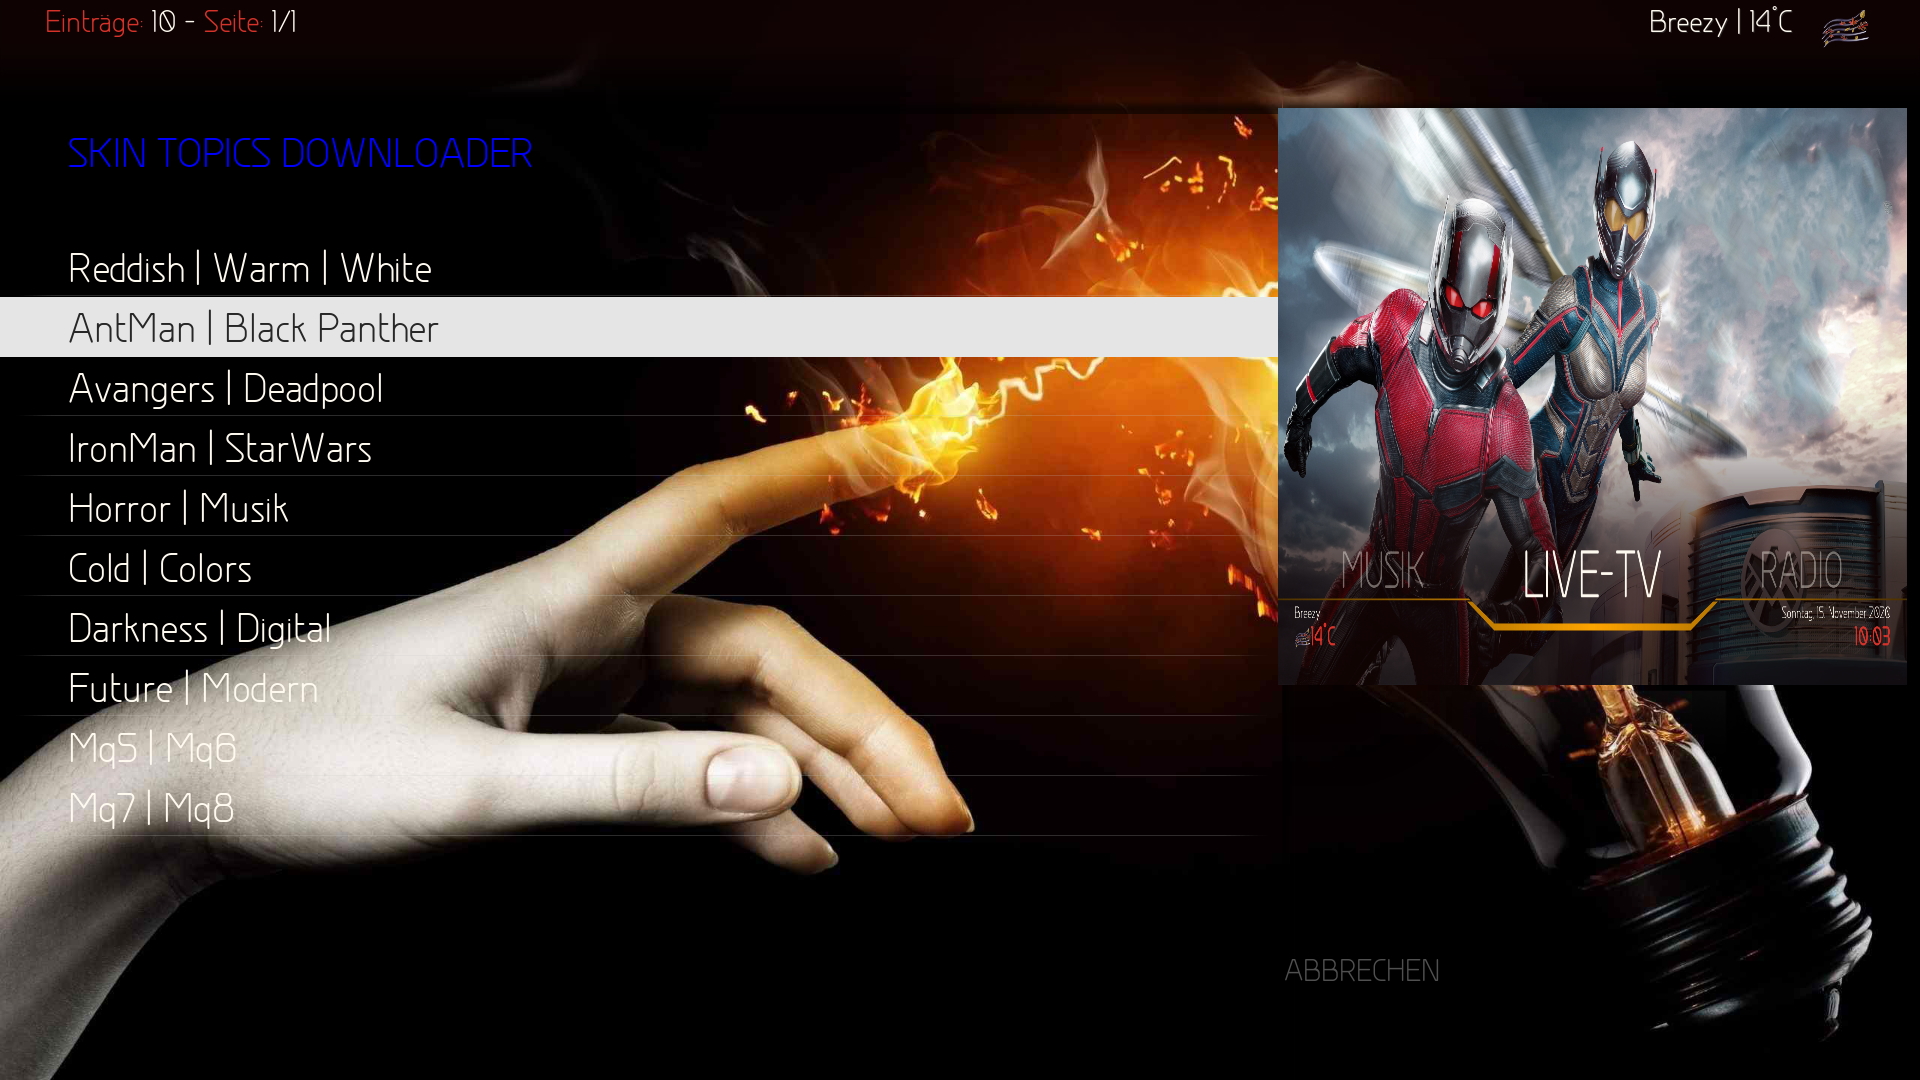 Einträge: 10 - Seite: 1/1
Breezy | 14°C
SKIN TOPICS DOWNLOADER
Reddish | Warm | White
AntMan | Black Panther
Avangers | Deadpool
IronMan | StarWars
Horror | Musik
Cold | Colors
Darkness | Digital
Future | Modern
Mq5 | Mq6
Mq7 | Mq8
MUSIK LIVE-TV RADIO
Breezy
14°C
Sonntag, 15. November 2020
10:03
ABBRECHEN